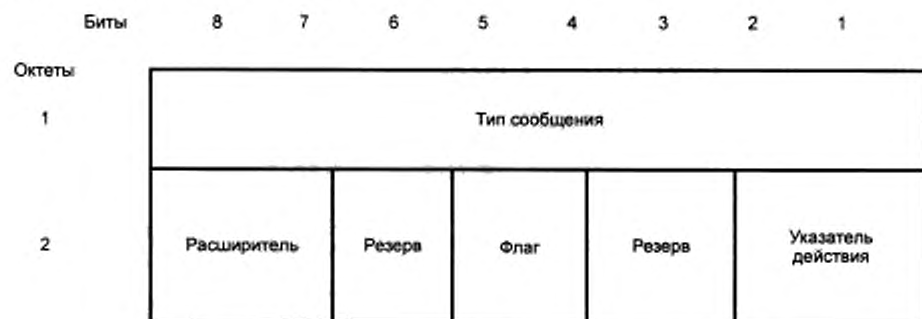 Биты 8 7 6 5 4 3 2 1
Октеты
1 Тип сообщения
2 Расширитель Резерв Флаг Резерв Указатель
действия